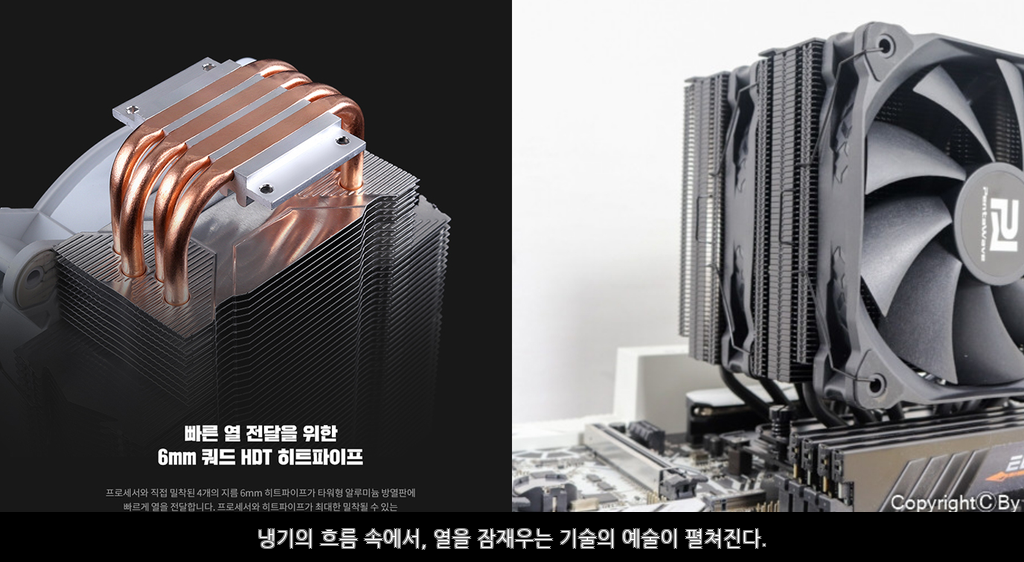 빠른 열 전달을 위한
6mm 쿼드 HDT 히트파이프
프로세서와 직접 밀착된 4개의 지름 6mm 히트파이프가 타워형 알루미늄 방열판에
빠르게 열을 전달합니다. 프로세서와 히트파이프가 최대한 밀착될 수 있는
PentaWave
CopyrightⒸBy
냉기의 흐름 속에서, 열을 잠재우는 기술의 예술이 펼쳐진다.